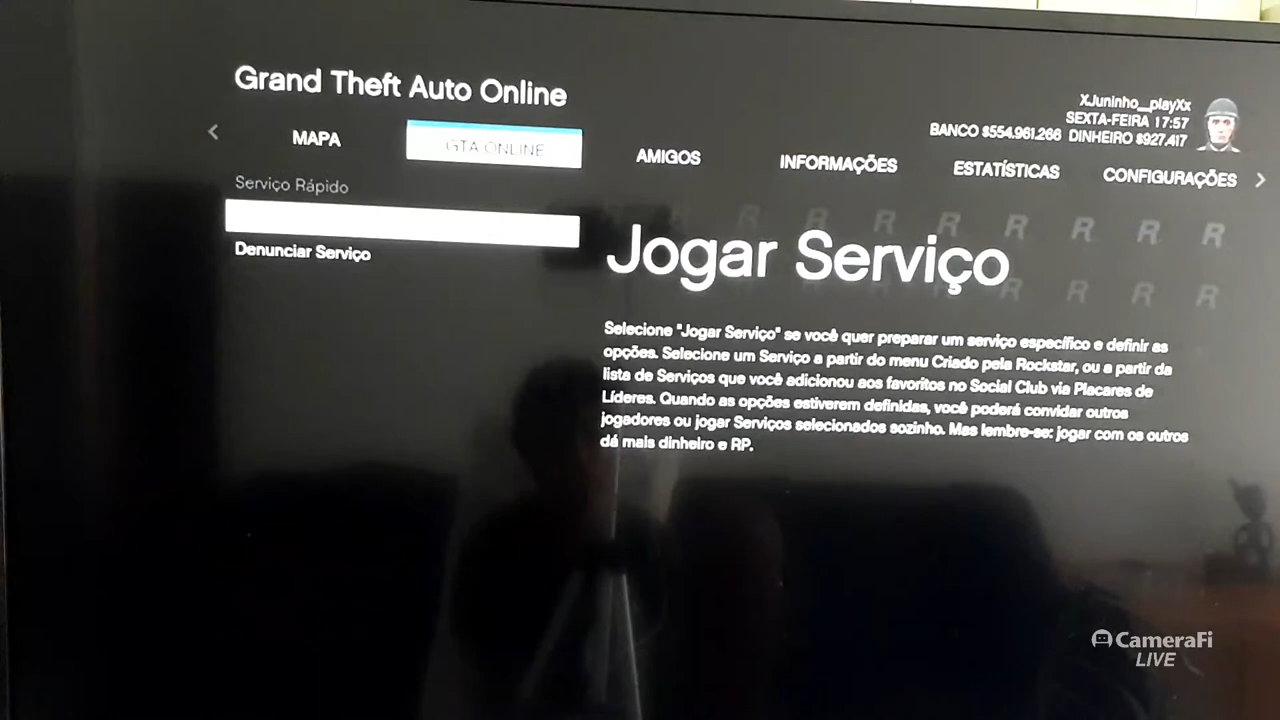 Grand Theft Auto Online
XJuninho__playXx
SEXTA-FEIRA 17:57
BANCO $554.961.266 DINHEIRO $927.417
MAPA
GTA ONLINE
AMIGOS
INFORMAÇÕES
ESTATÍSTICAS
CONFIGURAÇÕES
Serviço Rápido
Denunciar Serviço
R R R R R R R R
Jogar Serviço
R R R R
Selecione "Jogar Serviço" se você quer preparar um serviço específico e definir as
opções. Selecione um Serviço a partir do menu Criado pela Rockstar, ou a partir da
lista de Serviços que você adicionou aos favoritos no Social Club via Placares de
Líderes. Quando as opções estiverem definidas, você poderá convidar outros
jogadores ou jogar Serviços selecionados sozinho. Mas lembre-se: jogar com os outros
dá mais dinheiro e RP.
CameraFi
LIVE